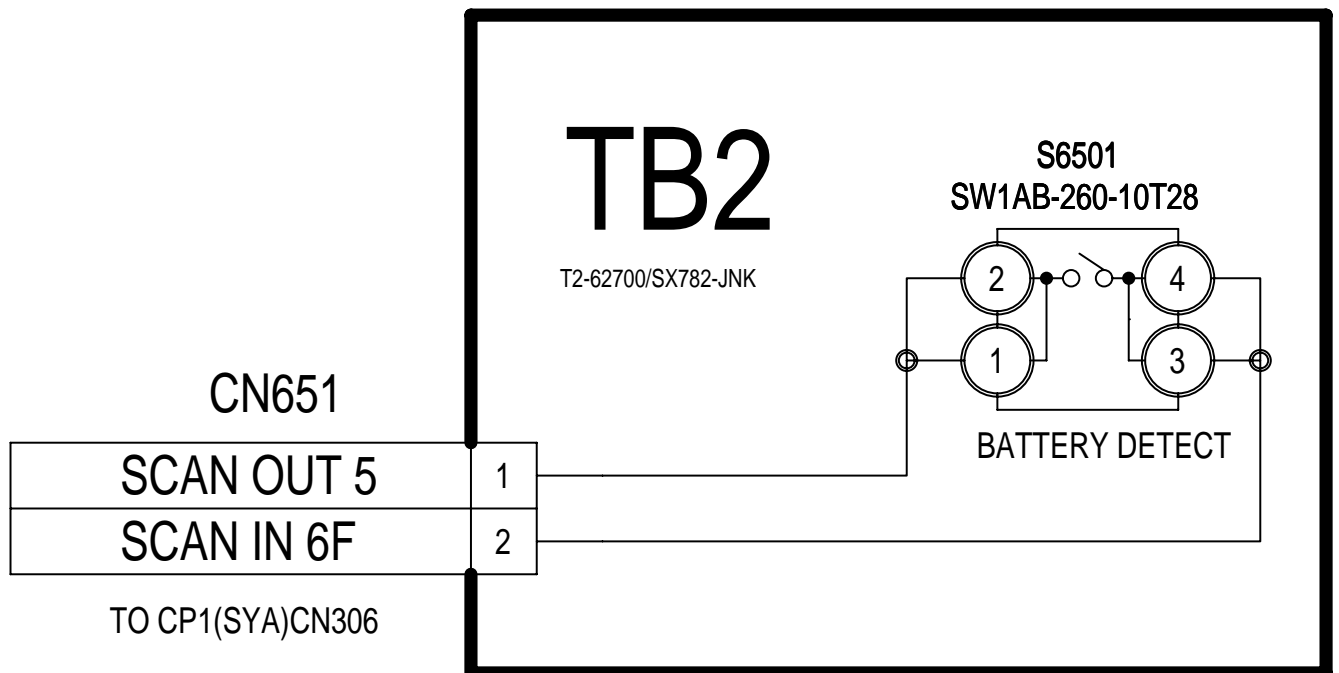 TB2
T2-62700/SX782-JNK
S6501
SW1AB-260-10T28
2
4
1
3
BATTERY DETECT
CN651
SCAN OUT 5 1
SCAN IN 6F 2
TO CP1(SYA)CN306